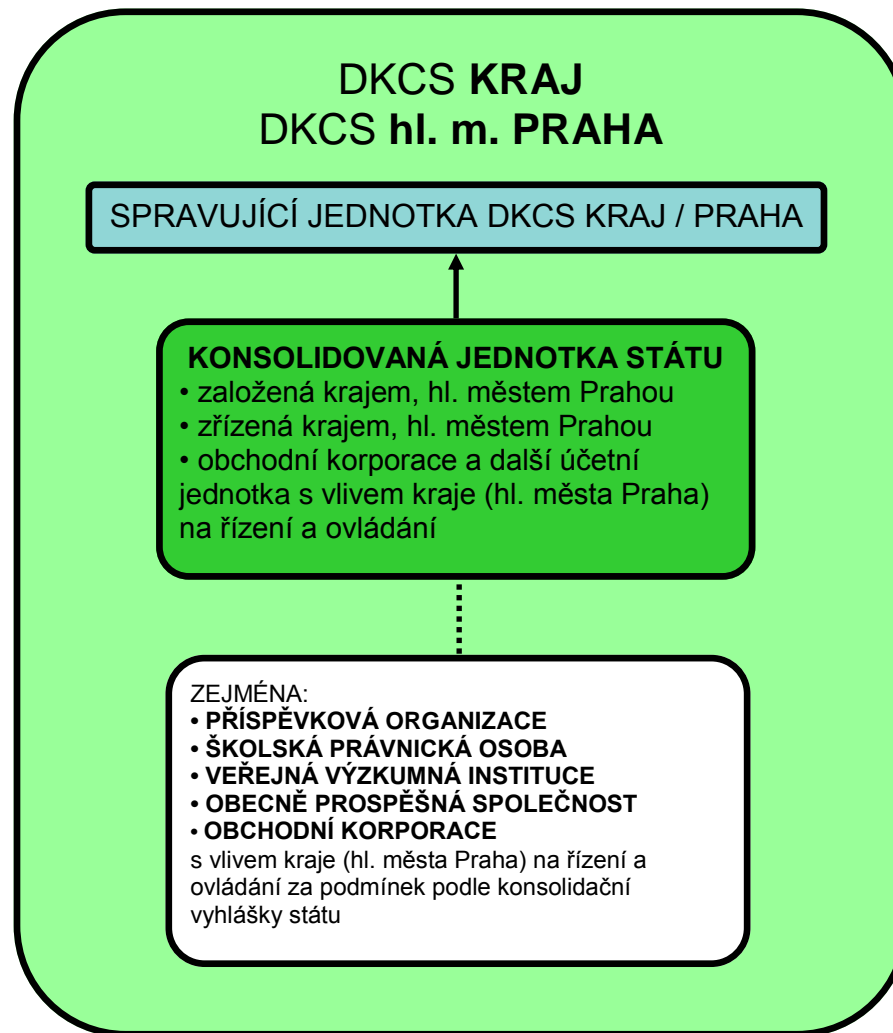 DKCS KRAJ
DKCS hl. m. PRAHA
SPRAVUJÍCÍ JEDNOTKA DKCS KRAJ / PRAHA
KONSOLIDOVANÁ JEDNOTKA STÁTU
• založená krajem, hl. městem Prahou
• zřízená krajem, hl. městem Prahou
• obchodní korporace a další účetní
jednotka s vlivem kraje (hl. města Praha)
na řízení a ovládání
ZEJMÉNA:
• PŘÍSPĚVKOVÁ ORGANIZACE
• ŠKOLSKÁ PRÁVNICKÁ OSOBA
• VEŘEJNÁ VÝZKUMNÁ INSTITUCE
• OBECNĚ PROSPĚŠNÁ SPOLEČNOST
• OBCHODNÍ KORPORACE
s vlivem kraje (hl. města Praha) na řízení a
ovládání za podmínek podle konsolidační
vyhlášky státu